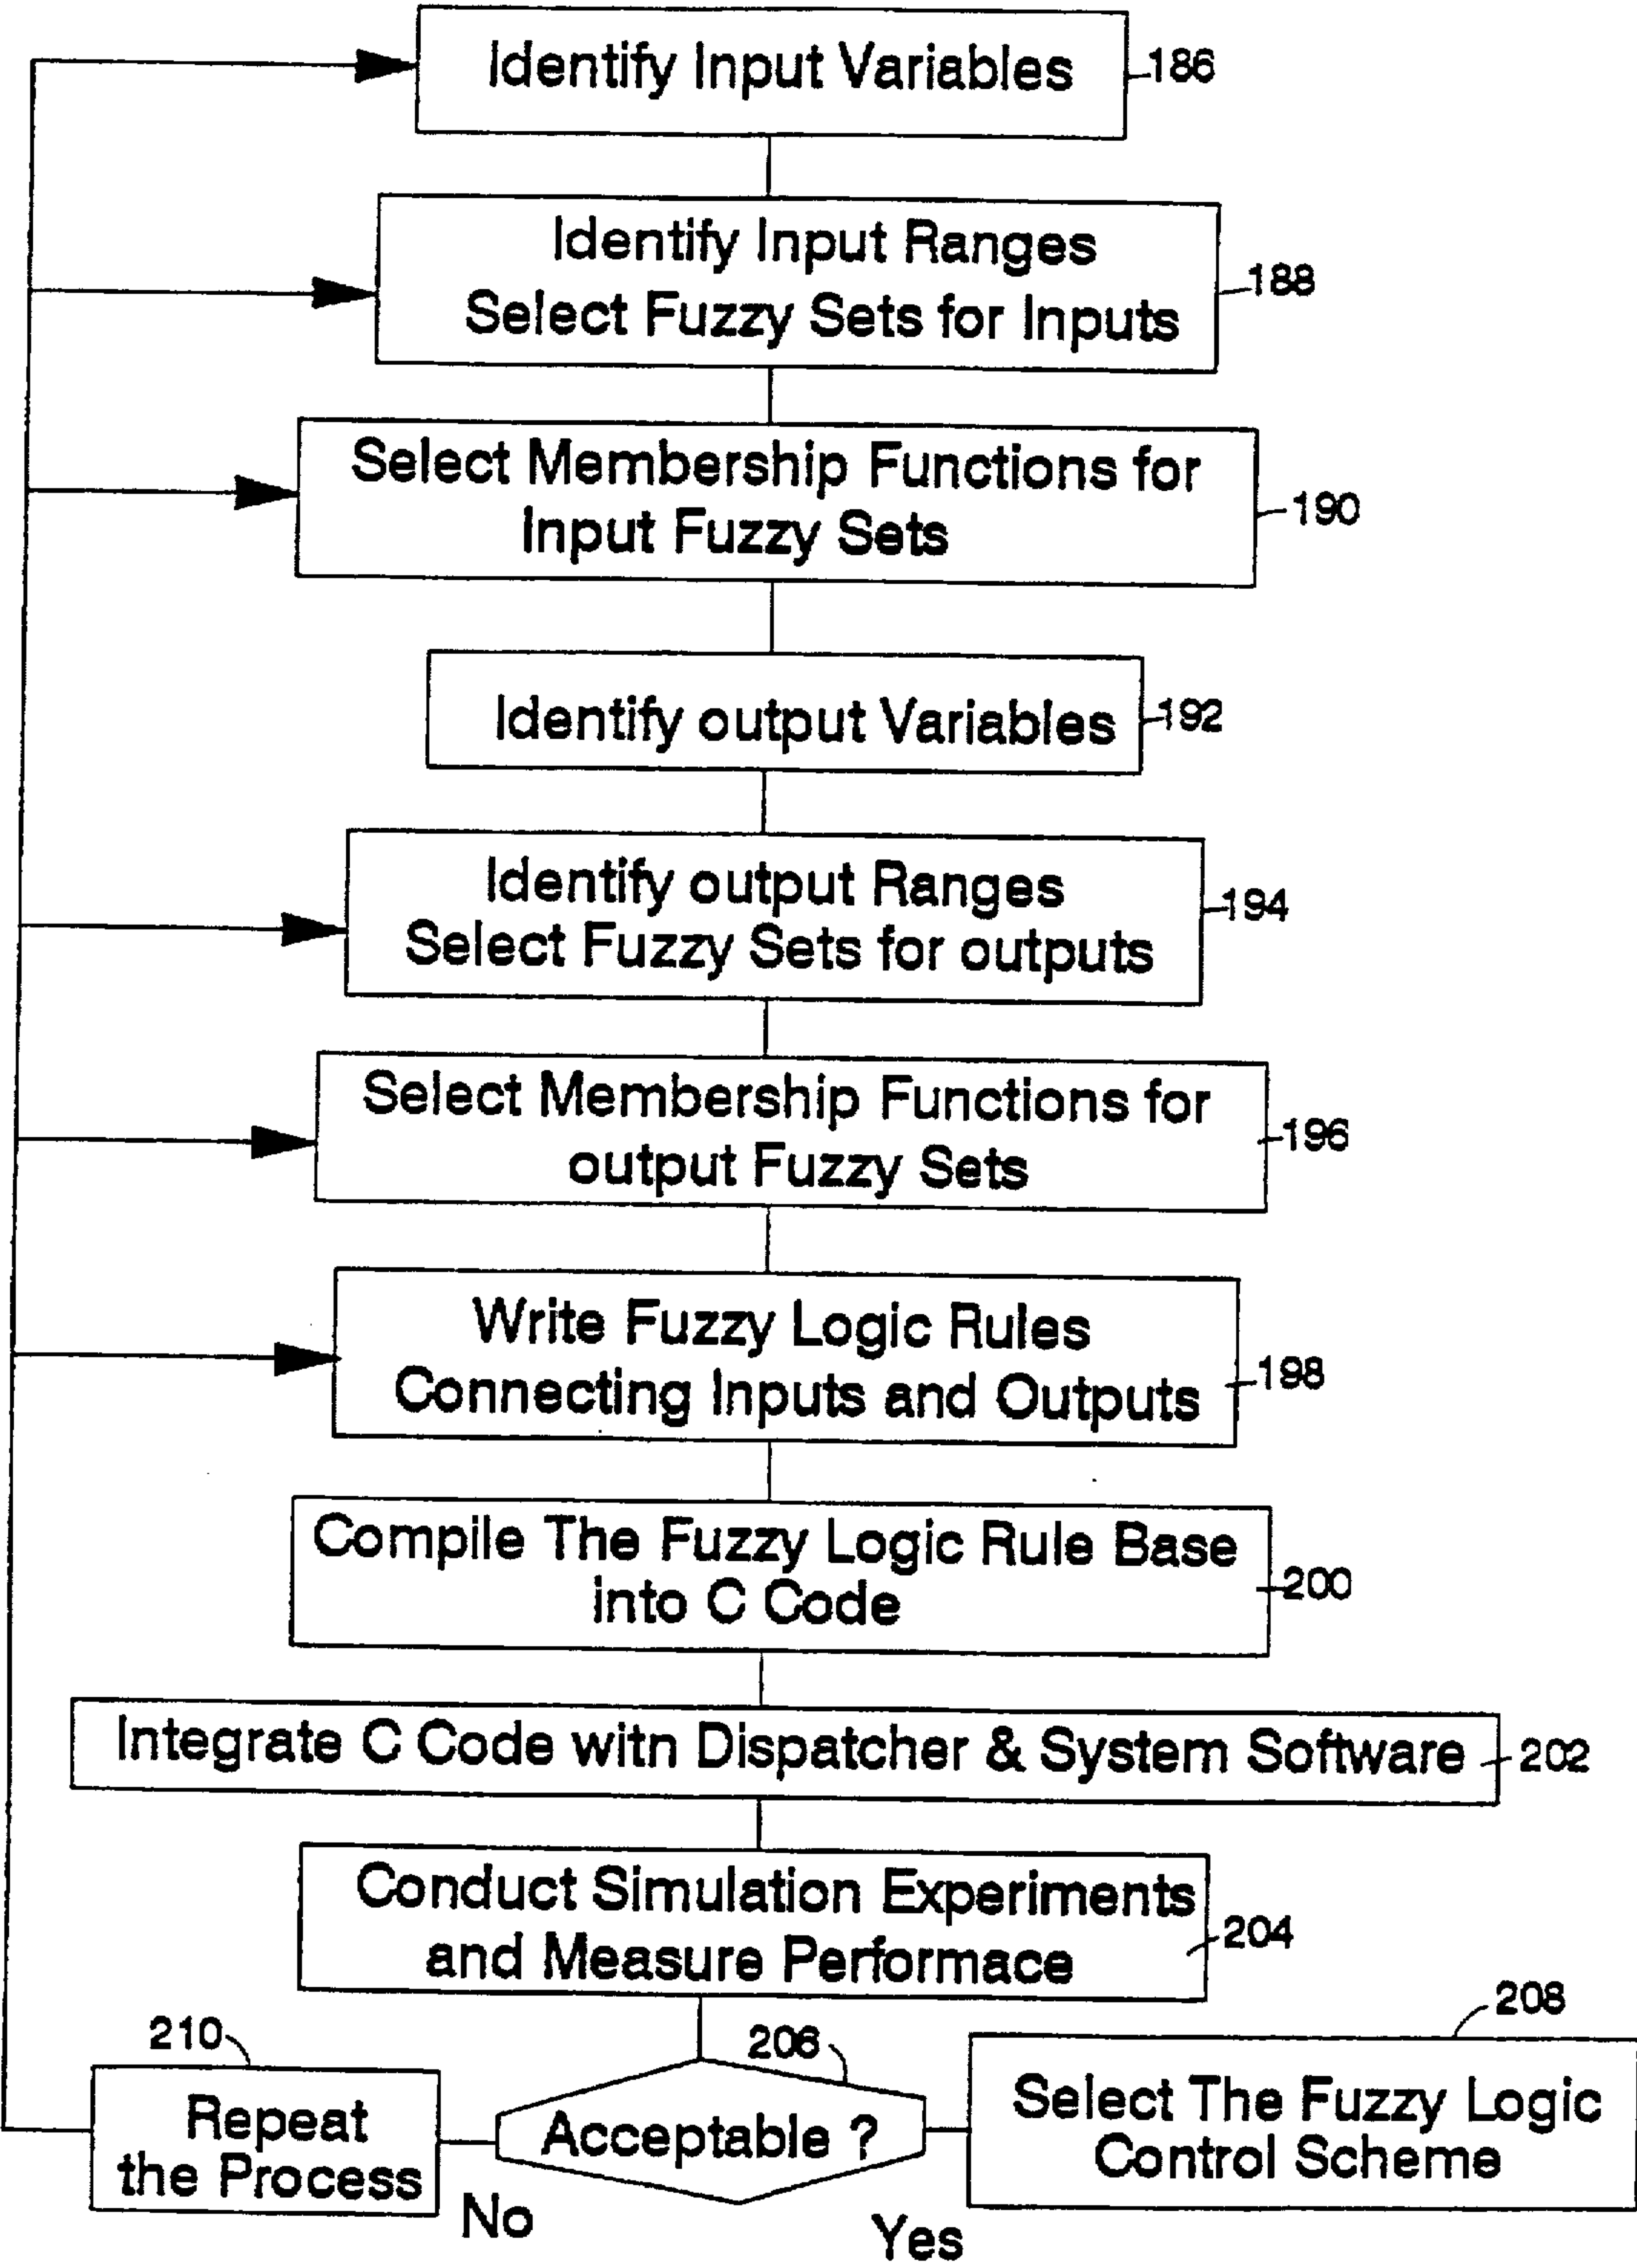 Identify Input Variables
186
Identify Input Ranges
Select Fuzzy Sets for Inputs
188
Select Membership Functions for
Input Fuzzy Sets
190
Identify output Variables
192
Identify output Ranges
Select Fuzzy Sets for outputs
194
Select Membership Functions for
output Fuzzy Sets
196
Write Fuzzy Logic Rules
Connecting Inputs and Outputs
198
Compile The Fuzzy Logic Rule Base
into C Code
200
Integrate C Code witn Dispatcher & System Software
202
Conduct Simulation Experiments
and Measure Performace
204
206
Acceptable ?
208
Select The Fuzzy Logic
Control Scheme
210
Repeat
the Process
No
Yes